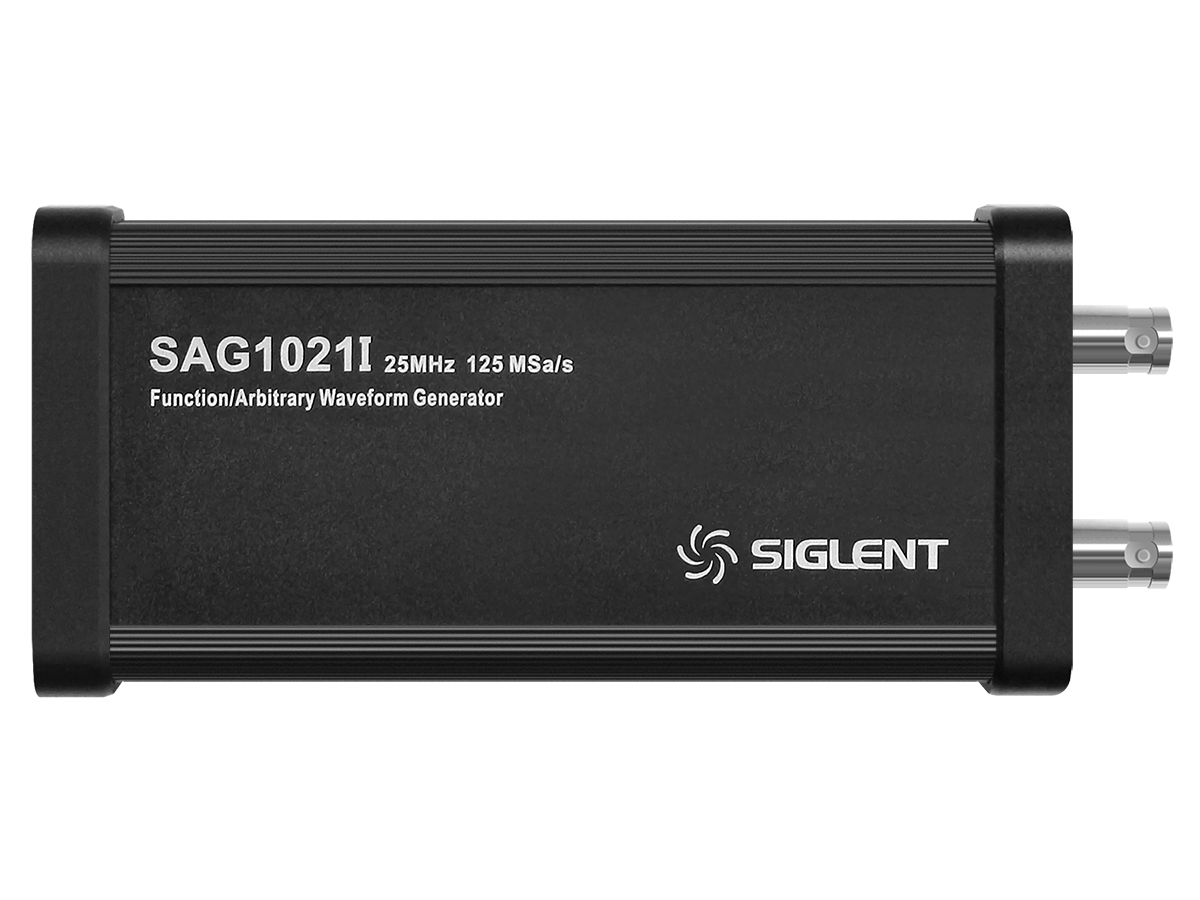 SAG1021I 25MHz 125 MSa/s
Function/Arbitrary Waveform Generator
SIGLENT